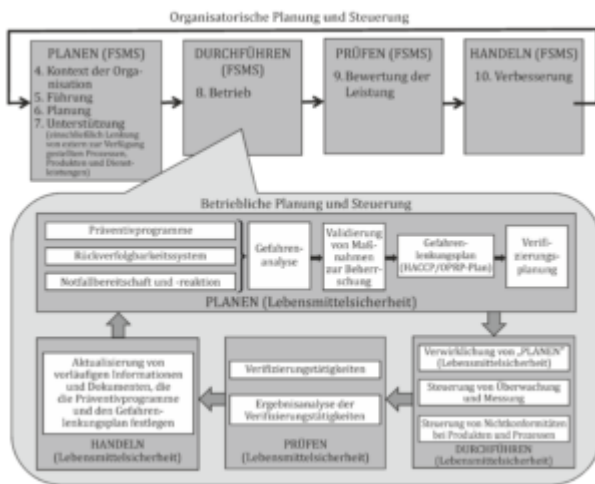 Organisatorische Planung und Steuerung
PLANEN (FSMS)
4. Kontext der Orga-
nisation
5. Führung
6. Planung
7. Unterstützung
(einschließlich Lenkung
von extern zur Verfügung
gestellten Prozessen,
Produkten und Dienst-
leistungen)
DURCHFÜHREN
(FSMS)
8. Betrieb
PRÜFEN (FSMS)
9. Bewertung der
Leistung
HANDELN (FSMS)
10. Verbesserung
Betriebliche Planung und Steuerung
Präventivprogramme
Rückverfolgbarkeitssystem
Notfallbereitschaft und -reaktion
Gefahren-
analyse
Validierung
von Maß-
nahmen
zur Beherr-
schung
Gefahren-
lenkungsplan
(HACCP/OPRP-Plan)
Verifi-
zierungs-
planung
PLANEN (Lebensmittelsicherheit)
Aktualisierung von
vorläufigen Informationen
und Dokumenten, die
die Präventivprogramme
und den Gefahren-
lenkungsplan festlegen
HANDELN
(Lebensmittelsicherheit)
Verifizierungstätigkeiten
Ergebnisanalyse der
Verifizierungstätigkeiten
PRÜFEN
(Lebensmittelsicherheit)
Verwirklichung von „PLANEN"
(Lebensmittelsicherheit)
Steuerung von Überwachung
und Messung
Steuerung von Nichtkonformitäten
bei Produkten und Prozessen
DURCHFÜHREN
(Lebensmittelsicherheit)